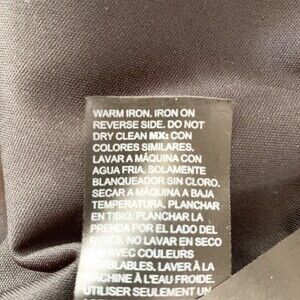 WARM IRON. IRON ON
REVERSE SIDE. DO NOT
DRY CLEAN MX: CON
COLORES SIMILARES.
LAVAR A MÁQUINA CON
AGUA FRIA. SOLAMENTE
BLANQUEADOR SIN CLORO.
SECAR A MÁQUINA A BAJA
TEMPERATURA. PLANCHAR
EN TIBIO. PLANCHAR LA
PRENDA POR EL LADO DEL
REVES. NO LAVAR EN SECO
AVEC COULEURS
LAVER À LA
MACHINE À L'EAU FROIDE.
UTILISER SEULEMENT UN